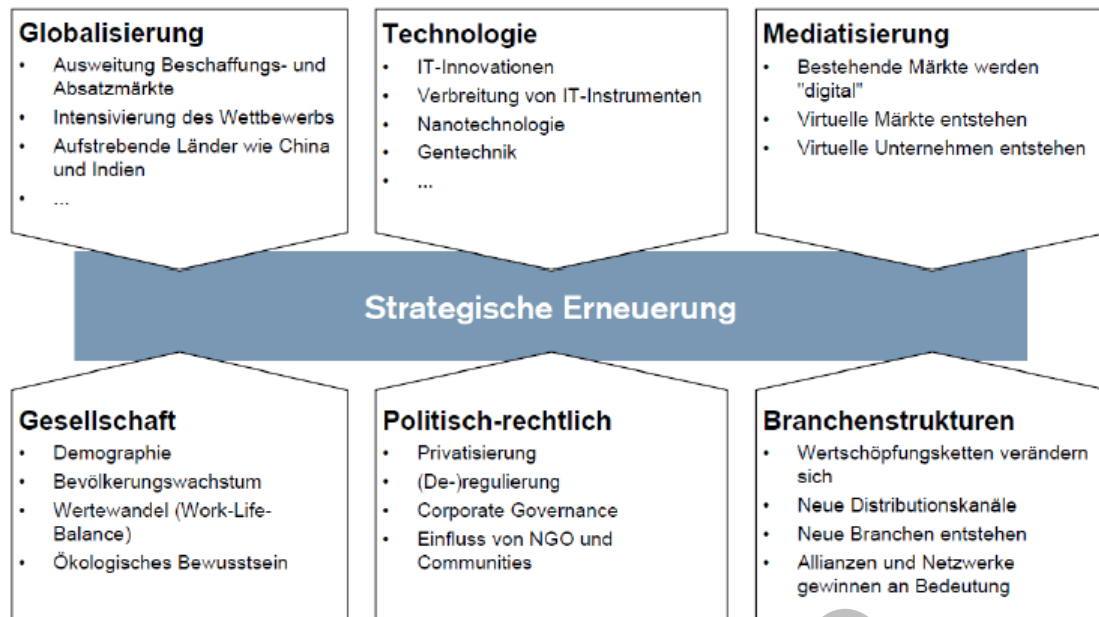 Globalisierung
• Ausweitung Beschaffungs- und
Absatzmärkte
• Intensivierung des Wettbewerbs
• Aufstrebende Länder wie China
und Indien
• ...
Technologie
• IT-Innovationen
• Verbreitung von IT-Instrumenten
• Nanotechnologie
• Gentechnik
• ...
Mediatisierung
• Bestehende Märkte werden
"digital"
• Virtuelle Märkte entstehen
• Virtuelle Unternehmen entstehen
Strategische Erneuerung
Gesellschaft
• Demographie
• Bevölkerungswachstum
• Wertewandel (Work-Life-
Balance)
• Ökologisches Bewusstsein
Politisch-rechtlich
• Privatisierung
• (De-)regulierung
• Corporate Governance
• Einfluss von NGO und
Communities
Branchenstrukturen
• Wertschöpfungsketten verändern
sich
• Neue Distributionskanäle
• Neue Branchen entstehen
• Allianzen und Netzwerke
gewinnen an Bedeutung